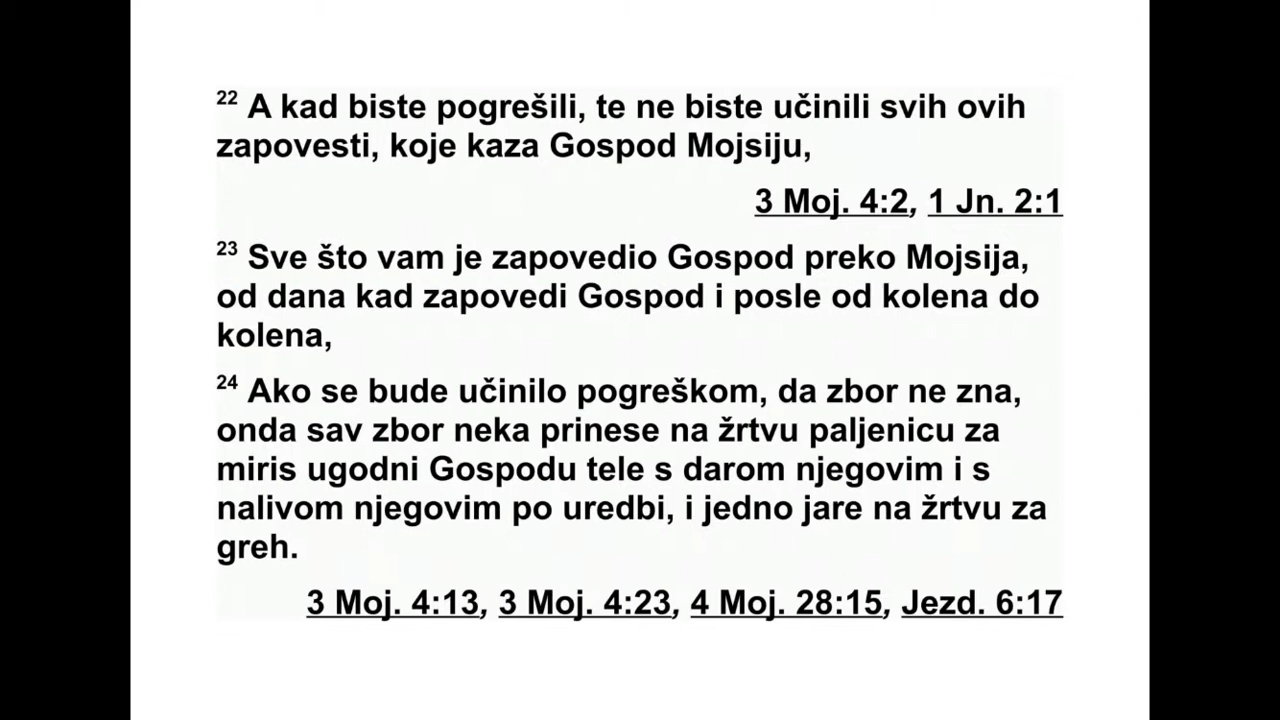 22 A kad biste pogrešili, te ne biste učinili svih ovih
zapovesti, koje kaza Gospod Mojsiju,
3 Moj. 4:2, 1 Jn. 2:1
23 Sve što vam je zapovedio Gospod preko Mojsija,
od dana kad zapovedi Gospod i posle od kolena do
kolena,
24 Ako se bude učinilo pogreškom, da zbor ne zna,
onda sav zbor neka prinese na žrtvu paljenicu za
miris ugodni Gospodu tele s darom njegovim i s
nalivom njegovim po uredbi, i jedno jare na žrtvu za
greh.
3 Moj. 4:13, 3 Moj. 4:23, 4 Moj. 28:15, Jezd. 6:17